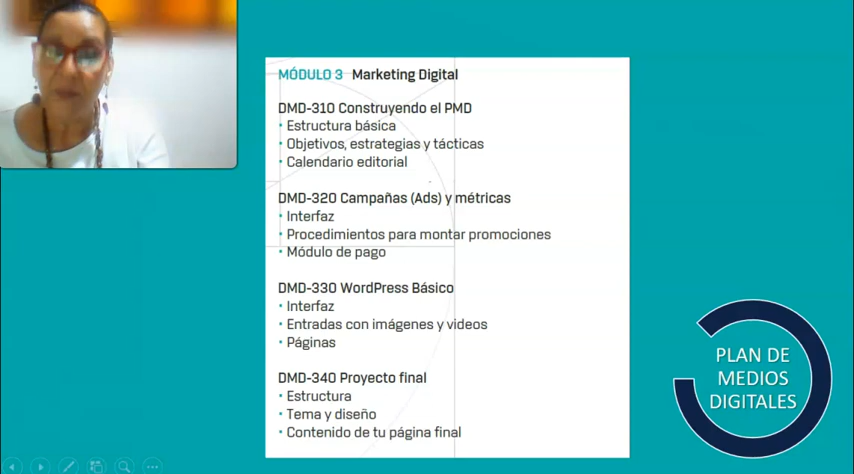 MÓDULO 3 Marketing Digital
DMD-310 Construyendo el PMD
• Estructura básica
• Objetivos, estrategias y tácticas
• Calendario editorial
DMD-320 Campañas (Ads) y métricas
• Interfaz
• Procedimientos para montar promociones
• Módulo de pago
DMD-330 WordPress Básico
• Interfaz
• Entradas con imágenes y videos
• Páginas
DMD-340 Proyecto final
• Estructura
• Tema y diseño
• Contenido de tu página final
PLAN DE
MEDIOS
DIGITALES